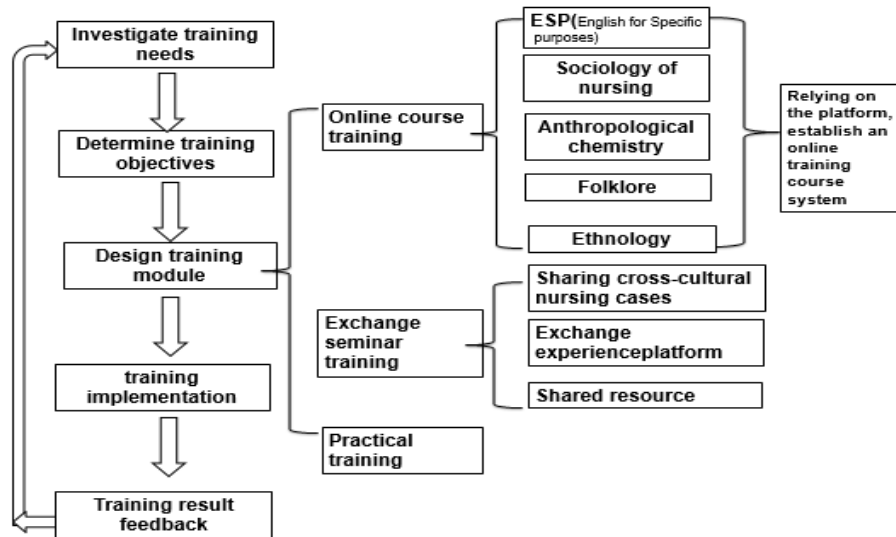 Investigate training
needs
Determine training
objectives
Design training
module
training
implementation
Training result
feedback
Online course
training
Exchange
seminar
training
Practical
training
ESP(English for Specific
purposes)
Sociology of
nursing
Anthropological
chemistry
Folklore
Ethnology
Sharing cross-cultural
nursing cases
Exchange
experienceplatform
Shared resource
Relying on
the platform,
establish an
online
training
course
system